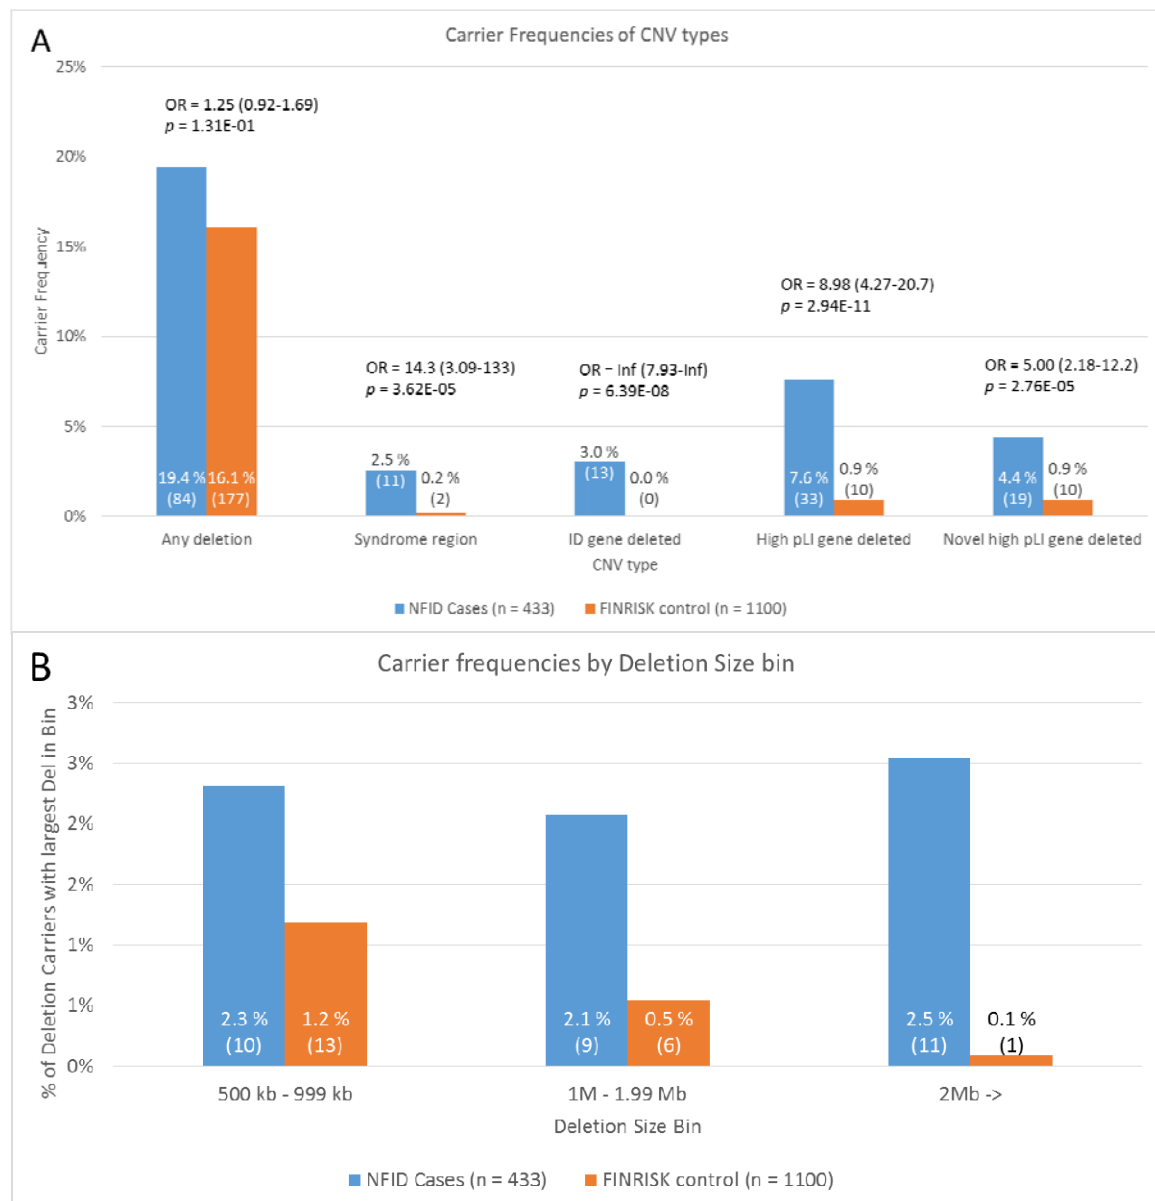 A
Carrier Frequencies of CNV types
25%
20%
15%
10%
5%
0%
Carrier Frequency
OR = 1.25 (0.92-1.69)
p = 1.31E-01
OR = 14.3 (3.09-133)
p = 3.62E-05
OR = Inf (7.93-Inf)
p = 6.39E-08
OR = 8.98 (4.27-20.7)
p = 2.94E-11
OR = 5.00 (2.18-12.2)
p = 2.76E-05
19.4 %
(84)
16.1 %
(177)
2.5 %
(11)
0.2 %
(2)
3.0 %
(13)
0.0 %
(0)
7.6 %
(33)
0.9 %
(10)
4.4 %
(19)
0.9 %
(10)
Any deletion
Syndrome region
ID gene deleted
High pLI gene deleted
Novel high pLI gene deleted
CNV type
NFID Cases (n = 433)
FINRISK control (n = 1100)
B
Carrier frequencies by Deletion Size bin
3%
3%
2%
2%
1%
1%
0%
% of Deletion Carriers with largest Del in Bin
2.3 %
(10)
1.2 %
(13)
2.1 %
(9)
0.5 %
(6)
2.5 %
(11)
0.1 %
(1)
500 kb - 999 kb
1M - 1.99 Mb
2Mb ->
Deletion Size Bin
NFID Cases (n = 433)
FINRISK control (n = 1100)